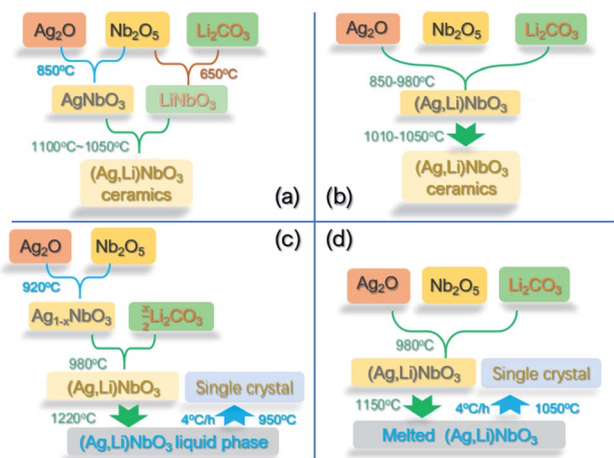 Ag₂O Nb₂O₅ Li₂CO₃
850ºC 650ºC
AgNbO₃ LiNbO₃
1100ºC~1050ºC
(Ag,Li)NbO₃
ceramics
(a)
Ag₂O Nb₂O₅ Li₂CO₃
850-980ºC
(Ag,Li)NbO₃
1010-1050ºC
(Ag,Li)NbO₃
ceramics
(b)
(c)
Ag₂O Nb₂O₅
920ºC
Ag₁₋ₓNbO₃ x/2Li₂CO₃
980ºC
(Ag,Li)NbO₃ Single crystal
1220ºC 4ºC/h 950ºC
(Ag,Li)NbO₃ liquid phase
(d)
Ag₂O Nb₂O₅ Li₂CO₃
980ºC
(Ag,Li)NbO₃ Single crystal
1150ºC 4ºC/h 1050ºC
Melted (Ag,Li)NbO₃